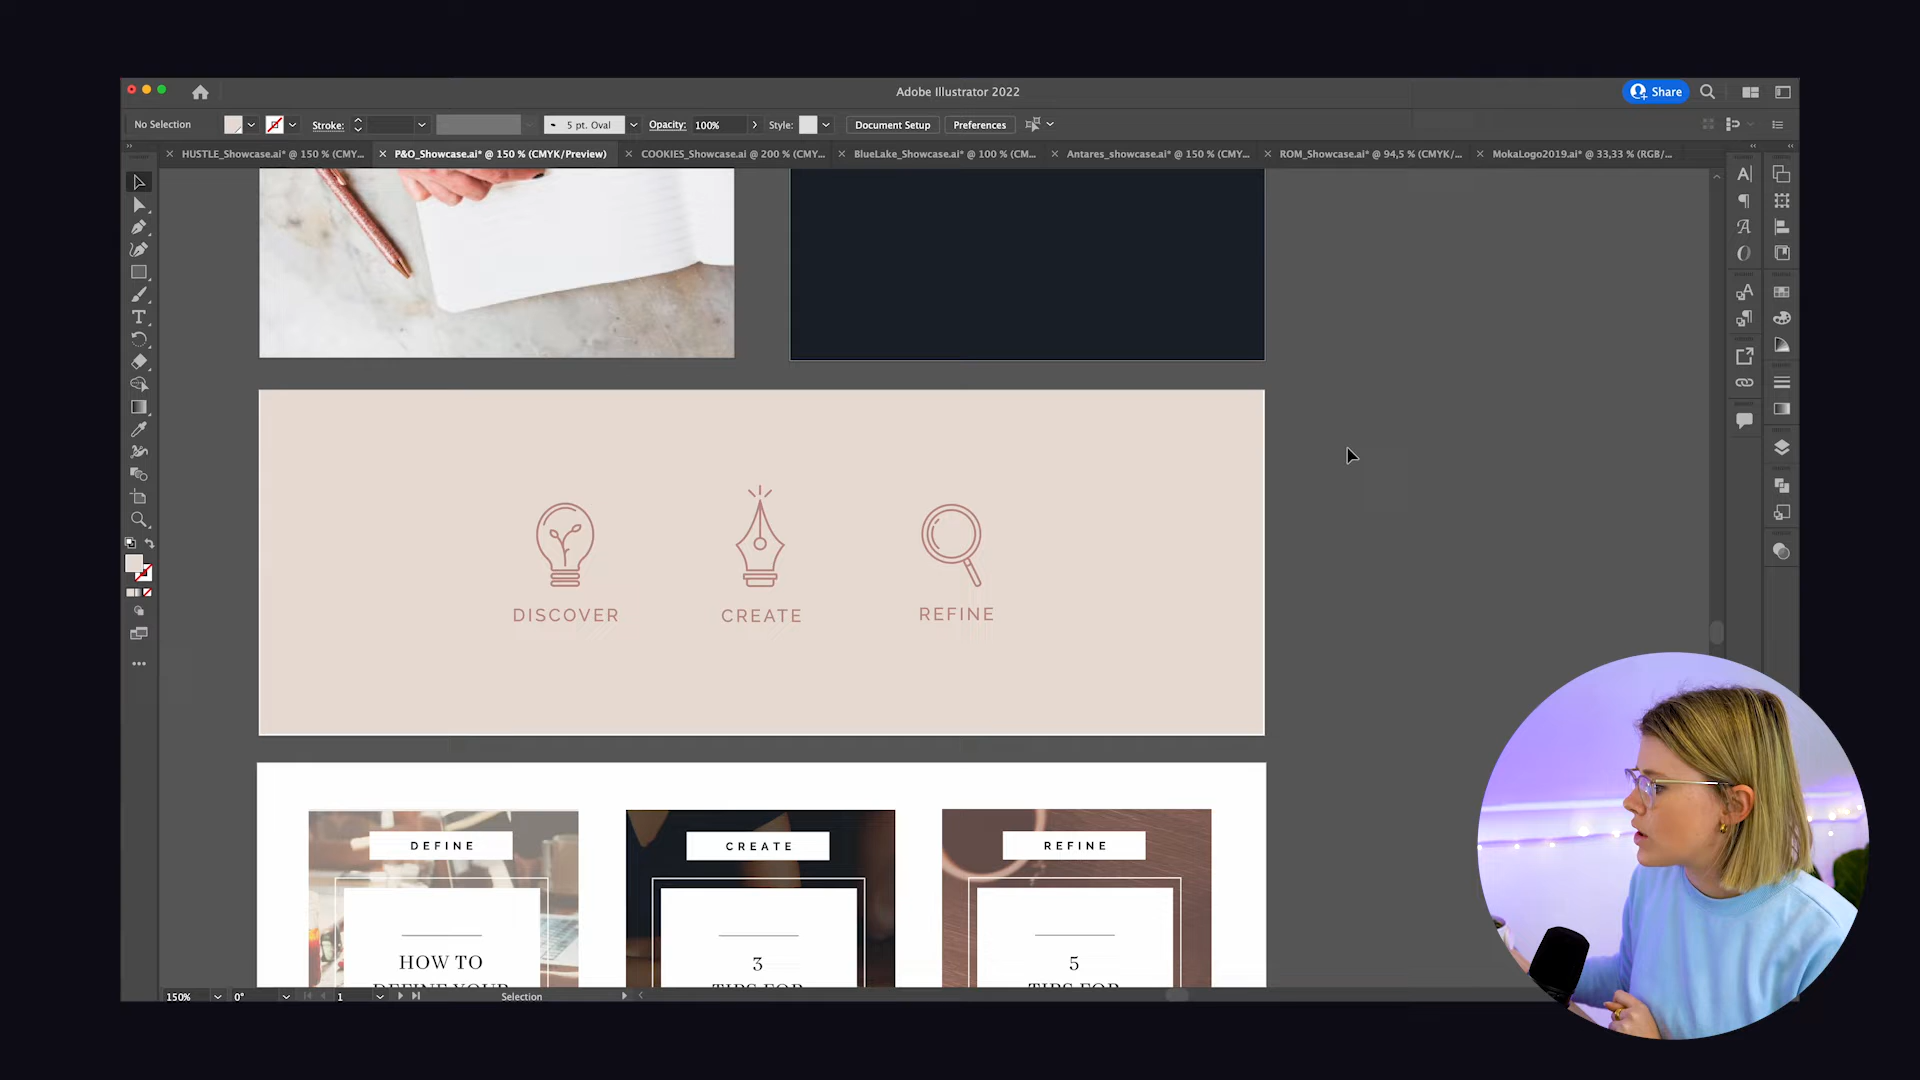 Adobe Illustrator 2022
Share
No Selection
Stroke:
5 pt. Oval
Opacity:
100%
Style:
Document Setup
Preferences
HUSTLE_Showcase.ai* @ 150 % (CMY...
P&O_Showcase.ai* @ 150 % (CMYK/Preview)
COOKIES_Showcase.ai @ 200 % (CMY...
BlueLake_Showcase.ai* @ 100 % (CM...
Antares_showcase.ai* @ 150 % (CMY...
ROM_Showcase.ai* @ 94,5 % (CMYK/...
MokaLogo2019.ai* @ 33,33 % (RGB/...
DISCOVER
CREATE
REFINE
DEFINE
CREATE
REFINE
HOW TO
DEFINE YOUR
3
TIPS FOR
5
TIPS FOR
150%
0°
1
Selection